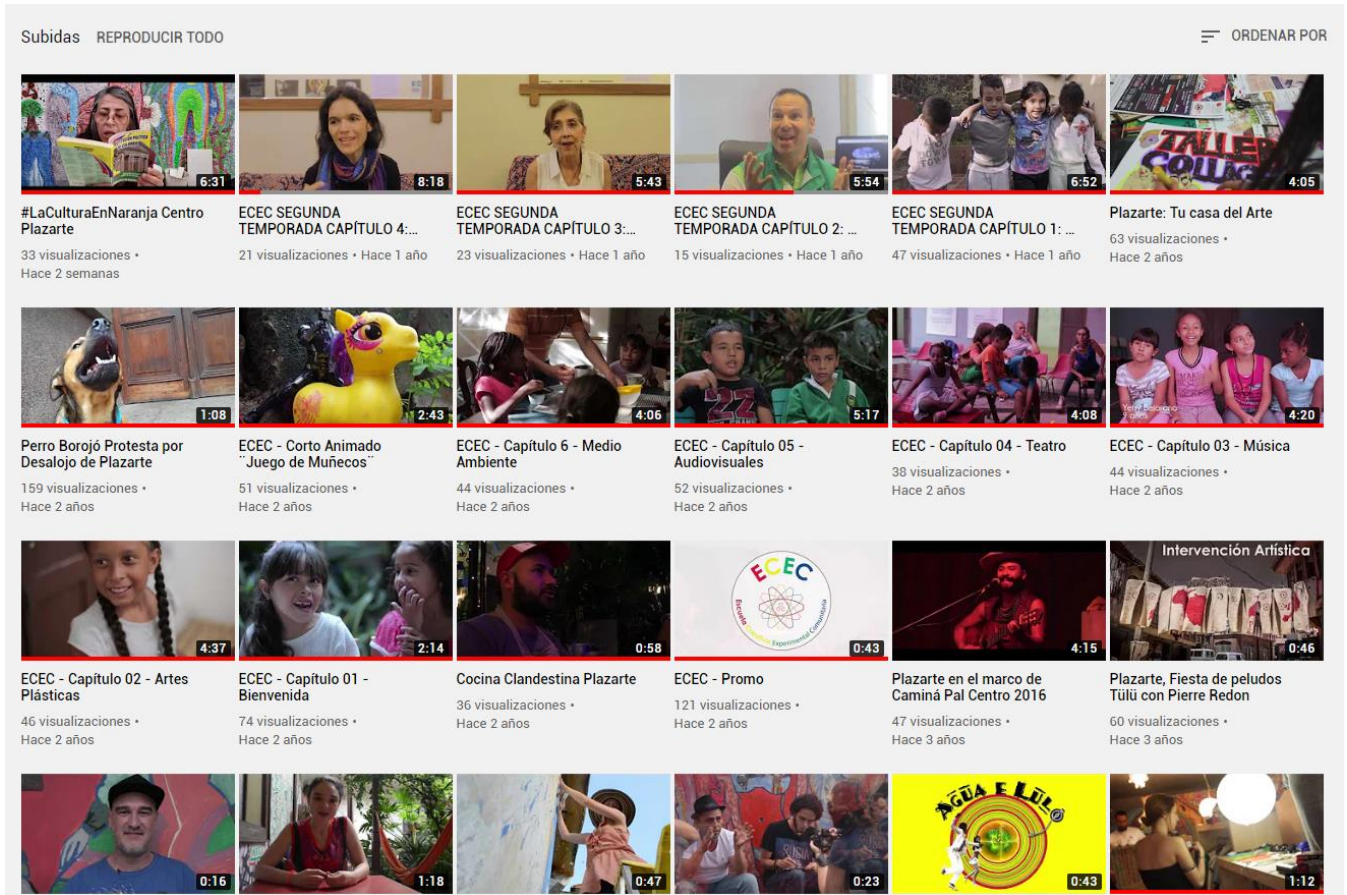 Subidas REPRODUCIR TODO ORDENAR POR
TALLER
COLLAGE
6:31 8:18 5:43 5:54 6:52 4:05
#LaCulturaEnNaranja Centro
Plazarte
33 visualizaciones •
Hace 2 semanas
ECEC SEGUNDA
TEMPORADA CAPÍTULO 4:...
21 visualizaciones • Hace 1 año
ECEC SEGUNDA
TEMPORADA CAPÍTULO 3:...
23 visualizaciones • Hace 1 año
ECEC SEGUNDA
TEMPORADA CAPÍTULO 2: ...
15 visualizaciones • Hace 1 año
ECEC SEGUNDA
TEMPORADA CAPÍTULO 1: ...
47 visualizaciones • Hace 1 año
Plazarte: Tu casa del Arte
63 visualizaciones •
Hace 2 años
1:08 2:43 4:06 5:17 4:08 4:20
Perro Borojó Protesta por
Desalojo de Plazarte
159 visualizaciones •
Hace 2 años
ECEC - Corto Animado
¨Juego de Muñecos¨
51 visualizaciones •
Hace 2 años
ECEC - Capítulo 6 - Medio
Ambiente
44 visualizaciones •
Hace 2 años
ECEC - Capítulo 05 -
Audiovisuales
52 visualizaciones •
Hace 2 años
ECEC - Capítulo 04 - Teatro
38 visualizaciones •
Hace 2 años
ECEC - Capítulo 03 - Música
44 visualizaciones •
Hace 2 años
ECEC
Escuela Científica Experimental Comunitaria
Intervención Artística
4:37 2:14 0:58 0:43 4:15 0:46
ECEC - Capítulo 02 - Artes
Plásticas
46 visualizaciones •
Hace 2 años
ECEC - Capítulo 01 -
Bienvenida
74 visualizaciones •
Hace 2 años
Cocina Clandestina Plazarte
36 visualizaciones •
Hace 2 años
ECEC - Promo
121 visualizaciones •
Hace 2 años
Plazarte en el marco de
Caminá Pal Centro 2016
47 visualizaciones •
Hace 3 años
Plazarte, Fiesta de peludos
Tülü con Pierre Redon
60 visualizaciones •
Hace 3 años
AGÜA E LÜLO
0:16 1:18 0:47 0:23 0:43 1:12